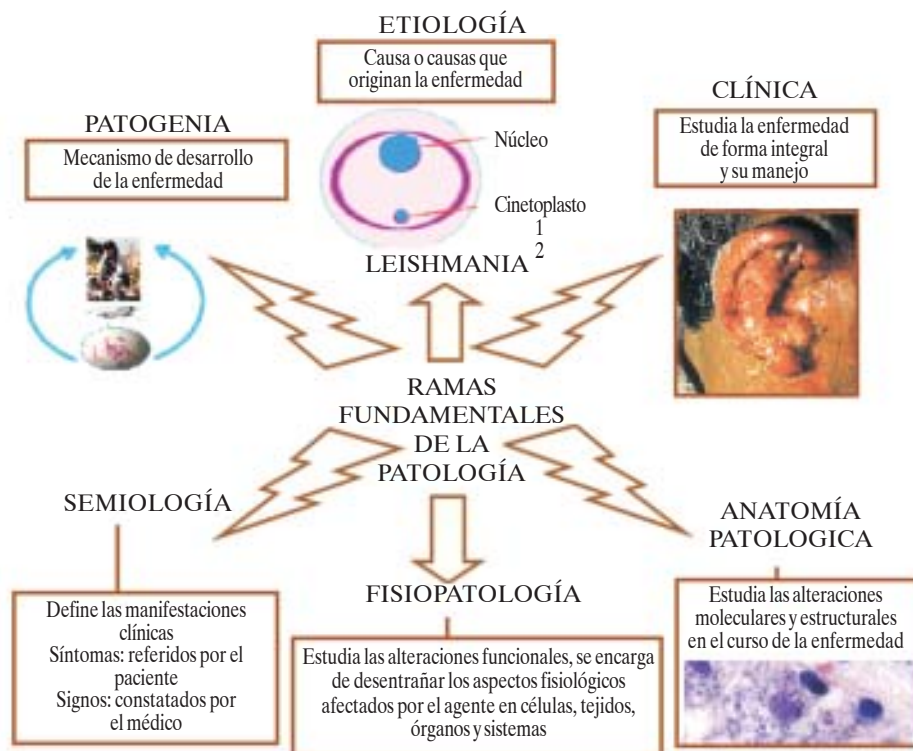 ETIOLOGÍA
Causa o causas que
originan la enfermedad
Núcleo
Cinetoplasto
1
2
LEISHMANIA
PATOGENIA
Mecanismo de desarrollo
de la enfermedad
CLÍNICA
Estudia la enfermedad
de forma integral
y su manejo
RAMAS
FUNDAMENTALES
DE LA
PATOLOGÍA
SEMIOLOGÍA
Define las manifestaciones
clínicas
Síntomas: referidos por el
paciente
Signos: constatados por
el médico
FISIOPATOLOGÍA
Estudia las alteraciones funcionales, se encarga
de desentrañar los aspectos fisiológicos
afectados por el agente en células, tejidos,
órganos y sistemas
ANATOMÍA
PATOLOGICA
Estudia las alteraciones
moleculares y estructurales
en el curso de la enfermedad